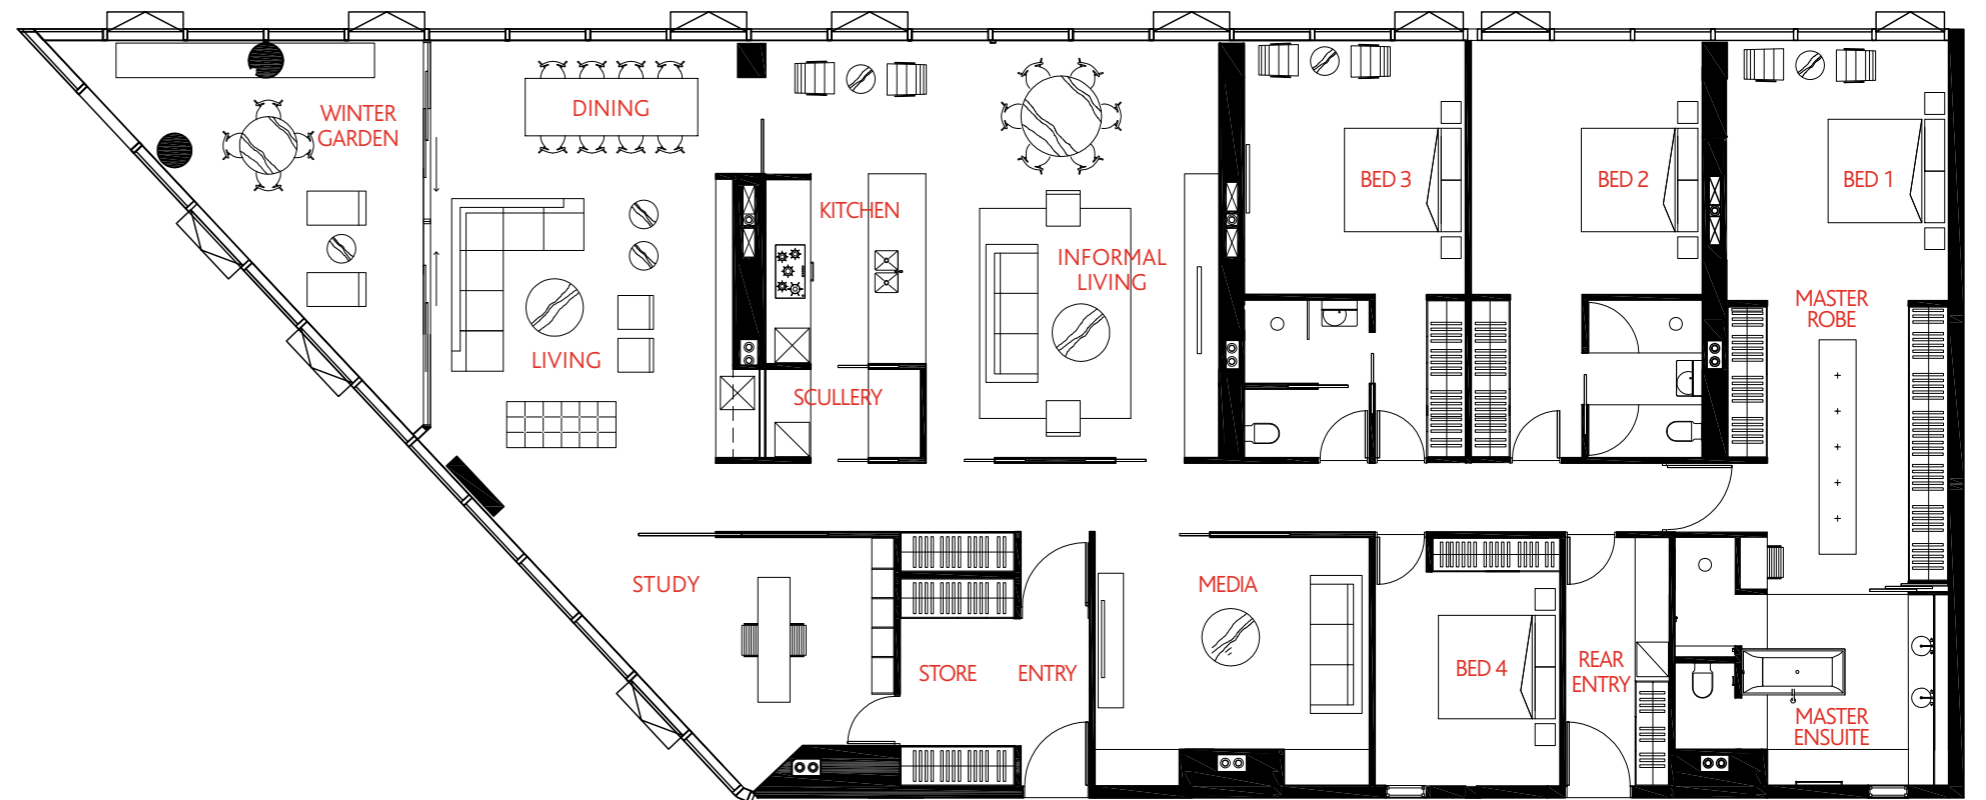 WINTER
GARDEN
DINING
KITCHEN
BED 3
BED 2
BED 1
INFORMAL
LIVING
MASTER
ROBE
LIVING
SCULLERY
STUDY
MEDIA
STORE
ENTRY
BED 4
REAR
ENTRY
MASTER
ENSUITE